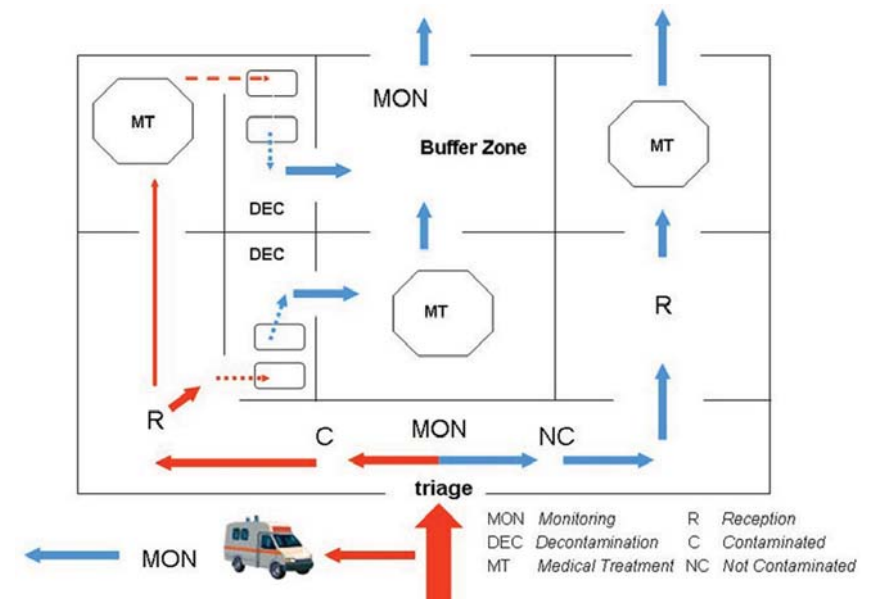 MON
MT
Buffer Zone
MT
DEC
DEC
MT
R
R
C
MON
NC
triage
MON
MON Monitoring R Reception
DEC Decontamination C Contaminated
MT Medical Treatment NC Not Contaminated